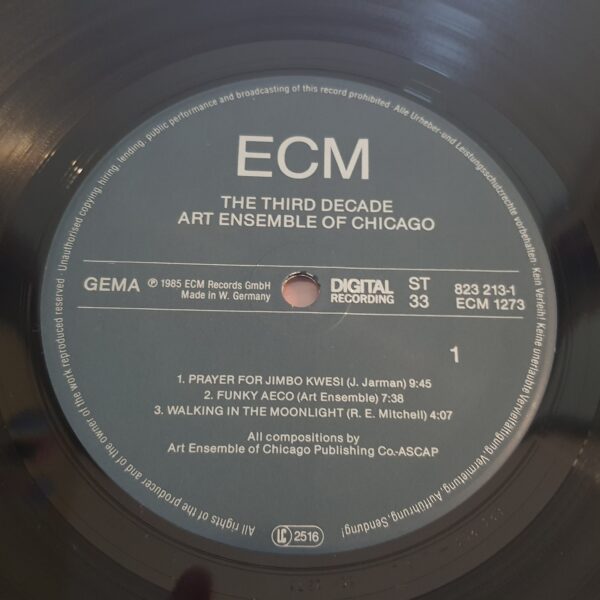 Unauthorised copying, hiring, lending, public performance and broadcasting of this record prohibited · Alle Urheber- und Leistungsschutzrechte vorbehalten · Kein Verleih! Keine unerlaubte Vervielfältigung, Vermietung, Aufführung, Sendung!
ECM
THE THIRD DECADE
ART ENSEMBLE OF CHICAGO
GEMA
℗ 1985 ECM Records GmbH
Made in W. Germany
DIGITAL
RECORDING
ST
33
823 213-1
ECM 1273
1
1. PRAYER FOR JIMBO KWESI (J. Jarman) 9:45
2. FUNKY AECO (Art Ensemble) 7:38
3. WALKING IN THE MOONLIGHT (R. E. Mitchell) 4:07
All compositions by
Art Ensemble of Chicago Publishing Co.-ASCAP
LC 2516
All rights of the producer and of the owner of the work reproduced reserved ·